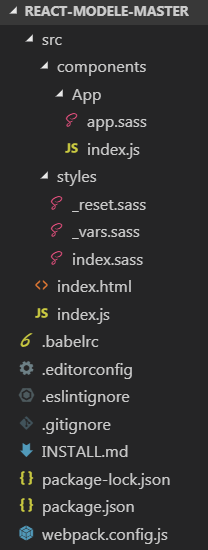 REACT-MODELE-MASTER
src
components
App
app.sass
JS index.js
styles
_reset.sass
_vars.sass
index.sass
<> index.html
JS index.js
6 .babelrc
.editorconfig
.eslintignore
.gitignore
INSTALL.md
{} package-lock.json
{} package.json
webpack.config.js